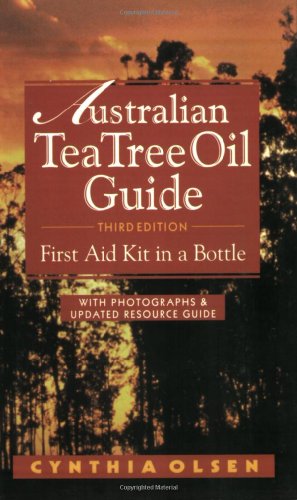 Australian
Tea Tree Oil
Guide
THIRD EDITION
First Aid Kit in a Bottle
WITH PHOTOGRAPHS &
UPDATED RESOURCE GUIDE
CYNTHIA OLSEN